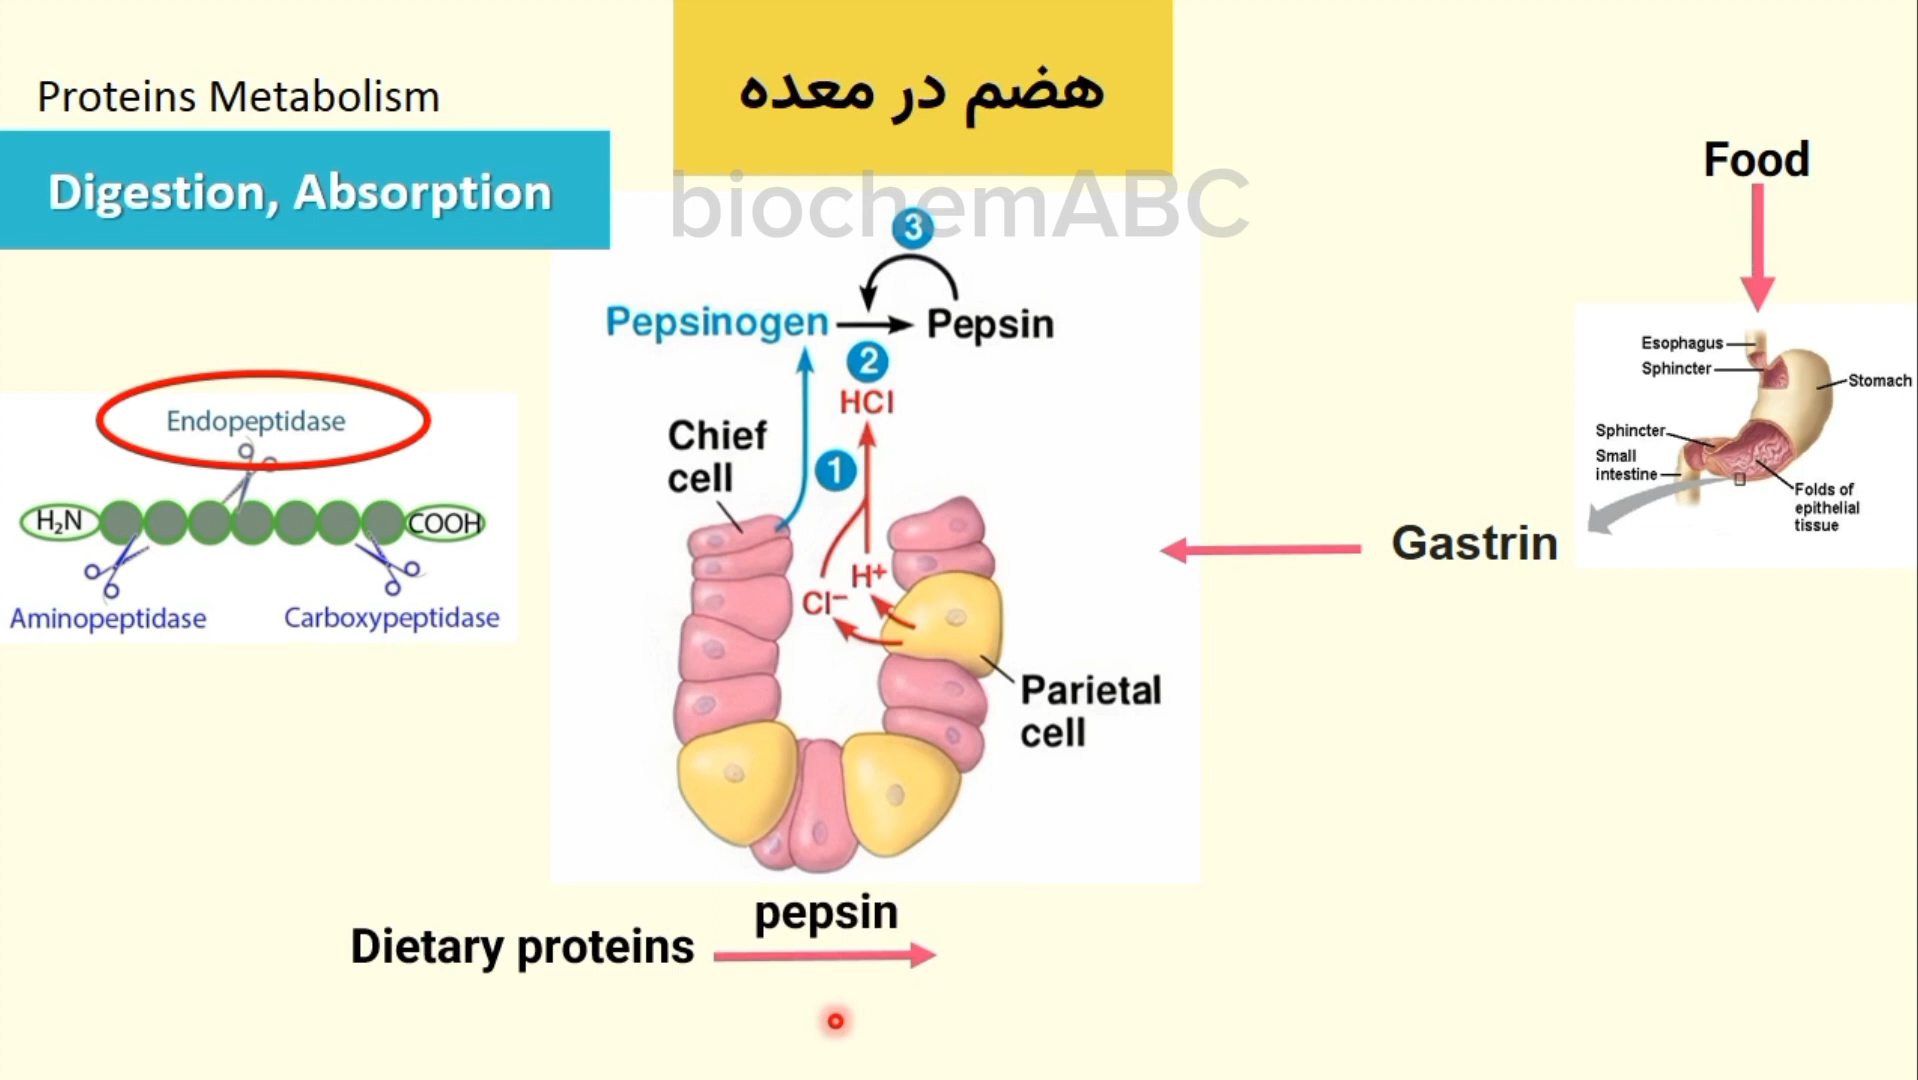 Proteins Metabolism
Digestion, Absorption
هضم در معده
biochemABC
Food
3
Pepsinogen
Pepsin
2
HCl
Chief
cell
1
H+
Cl–
Parietal
cell
Endopeptidase
H₂N
COOH
Aminopeptidase
Carboxypeptidase
Esophagus
Sphincter
Stomach
Sphincter
Small
intestine
Folds of
epithelial
tissue
Gastrin
pepsin
Dietary proteins